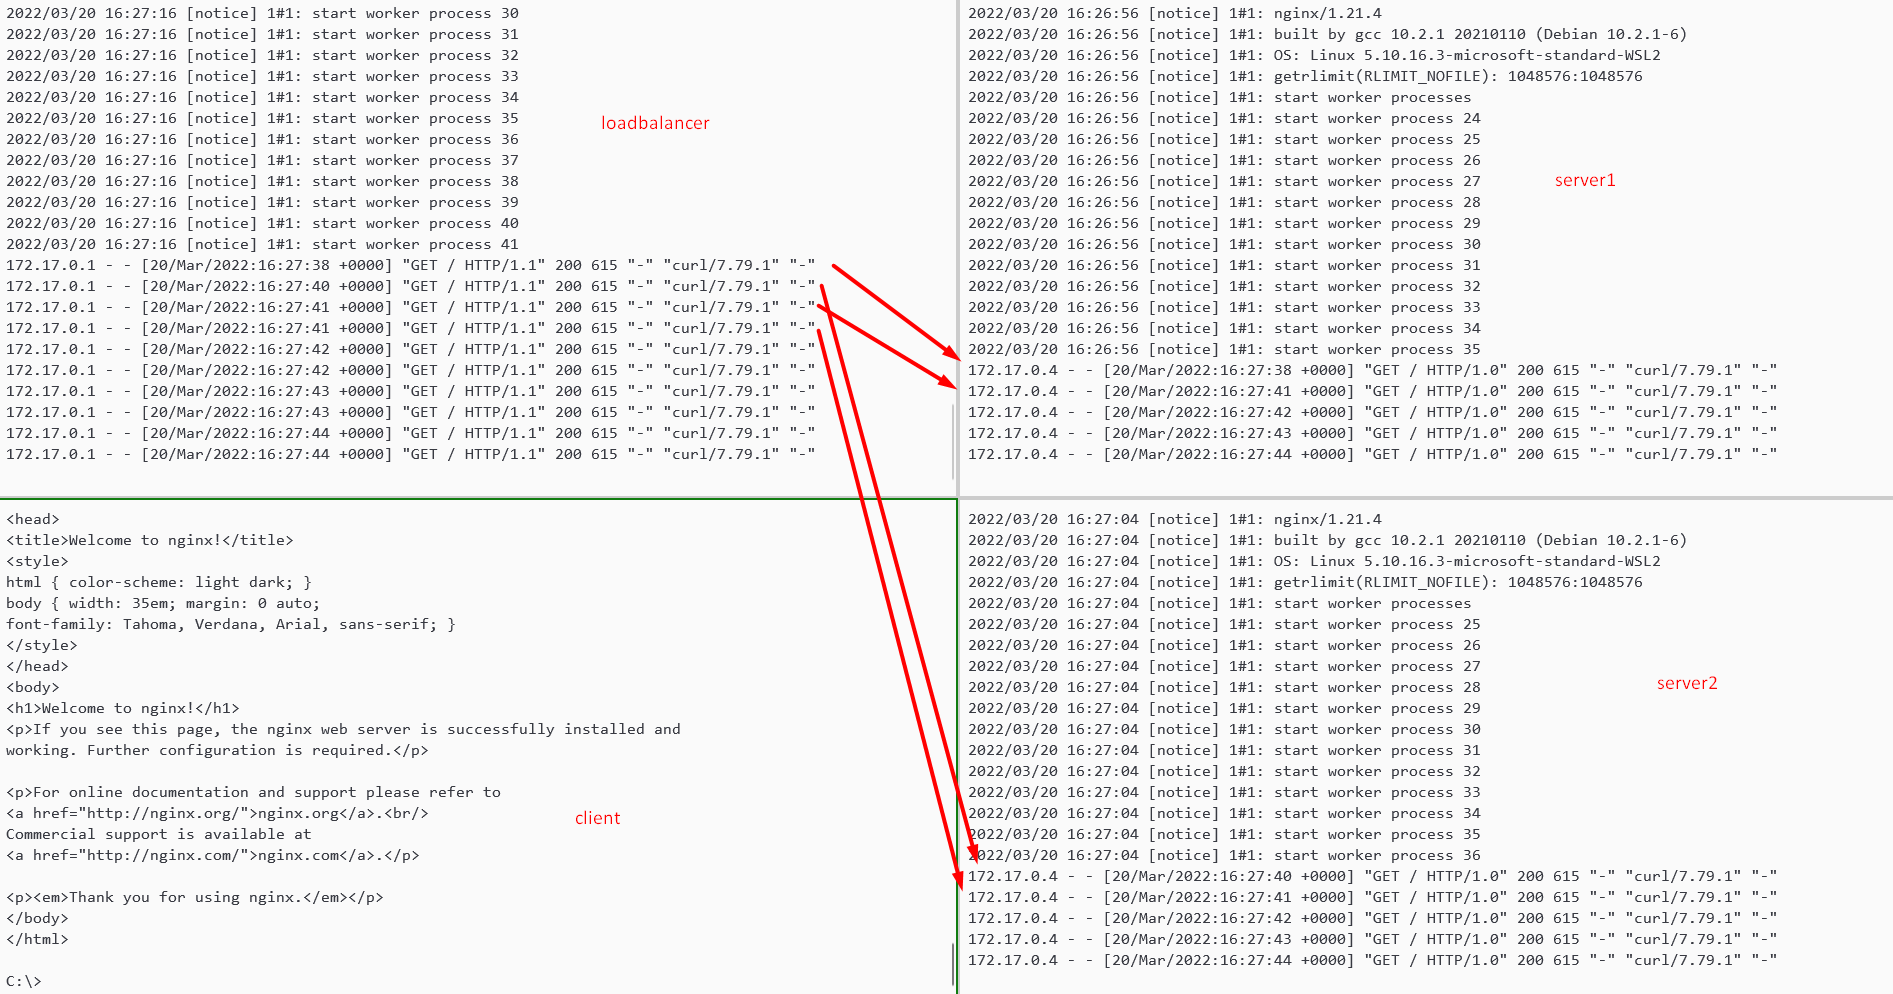 2022/03/20 16:27:16 [notice] 1#1: start worker process 30
2022/03/20 16:27:16 [notice] 1#1: start worker process 31
2022/03/20 16:27:16 [notice] 1#1: start worker process 32
2022/03/20 16:27:16 [notice] 1#1: start worker process 33
2022/03/20 16:27:16 [notice] 1#1: start worker process 34
2022/03/20 16:27:16 [notice] 1#1: start worker process 35
loadbalancer
2022/03/20 16:27:16 [notice] 1#1: start worker process 36
2022/03/20 16:27:16 [notice] 1#1: start worker process 37
2022/03/20 16:27:16 [notice] 1#1: start worker process 38
2022/03/20 16:27:16 [notice] 1#1: start worker process 39
2022/03/20 16:27:16 [notice] 1#1: start worker process 40
2022/03/20 16:27:16 [notice] 1#1: start worker process 41
172.17.0.1 - - [20/Mar/2022:16:27:38 +0000] "GET / HTTP/1.1" 200 615 "-" "curl/7.79.1" "-"
172.17.0.1 - - [20/Mar/2022:16:27:40 +0000] "GET / HTTP/1.1" 200 615 "-" "curl/7.79.1" "-"
172.17.0.1 - - [20/Mar/2022:16:27:41 +0000] "GET / HTTP/1.1" 200 615 "-" "curl/7.79.1" "-"
172.17.0.1 - - [20/Mar/2022:16:27:41 +0000] "GET / HTTP/1.1" 200 615 "-" "curl/7.79.1" "-"
172.17.0.1 - - [20/Mar/2022:16:27:42 +0000] "GET / HTTP/1.1" 200 615 "-" "curl/7.79.1" "-"
172.17.0.1 - - [20/Mar/2022:16:27:42 +0000] "GET / HTTP/1.1" 200 615 "-" "curl/7.79.1" "-"
172.17.0.1 - - [20/Mar/2022:16:27:43 +0000] "GET / HTTP/1.1" 200 615 "-" "curl/7.79.1" "-"
172.17.0.1 - - [20/Mar/2022:16:27:43 +0000] "GET / HTTP/1.1" 200 615 "-" "curl/7.79.1" "-"
172.17.0.1 - - [20/Mar/2022:16:27:44 +0000] "GET / HTTP/1.1" 200 615 "-" "curl/7.79.1" "-"
172.17.0.1 - - [20/Mar/2022:16:27:44 +0000] "GET / HTTP/1.1" 200 615 "-" "curl/7.79.1" "-"
2022/03/20 16:26:56 [notice] 1#1: nginx/1.21.4
2022/03/20 16:26:56 [notice] 1#1: built by gcc 10.2.1 20210110 (Debian 10.2.1-6)
2022/03/20 16:26:56 [notice] 1#1: OS: Linux 5.10.16.3-microsoft-standard-WSL2
2022/03/20 16:26:56 [notice] 1#1: getrlimit(RLIMIT_NOFILE): 1048576:1048576
2022/03/20 16:26:56 [notice] 1#1: start worker processes
2022/03/20 16:26:56 [notice] 1#1: start worker process 24
2022/03/20 16:26:56 [notice] 1#1: start worker process 25
2022/03/20 16:26:56 [notice] 1#1: start worker process 26
2022/03/20 16:26:56 [notice] 1#1: start worker process 27
server1
2022/03/20 16:26:56 [notice] 1#1: start worker process 28
2022/03/20 16:26:56 [notice] 1#1: start worker process 29
2022/03/20 16:26:56 [notice] 1#1: start worker process 30
2022/03/20 16:26:56 [notice] 1#1: start worker process 31
2022/03/20 16:26:56 [notice] 1#1: start worker process 32
2022/03/20 16:26:56 [notice] 1#1: start worker process 33
2022/03/20 16:26:56 [notice] 1#1: start worker process 34
2022/03/20 16:26:56 [notice] 1#1: start worker process 35
172.17.0.4 - - [20/Mar/2022:16:27:38 +0000] "GET / HTTP/1.0" 200 615 "-" "curl/7.79.1" "-"
172.17.0.4 - - [20/Mar/2022:16:27:41 +0000] "GET / HTTP/1.0" 200 615 "-" "curl/7.79.1" "-"
172.17.0.4 - - [20/Mar/2022:16:27:42 +0000] "GET / HTTP/1.0" 200 615 "-" "curl/7.79.1" "-"
172.17.0.4 - - [20/Mar/2022:16:27:43 +0000] "GET / HTTP/1.0" 200 615 "-" "curl/7.79.1" "-"
172.17.0.4 - - [20/Mar/2022:16:27:44 +0000] "GET / HTTP/1.0" 200 615 "-" "curl/7.79.1" "-"
<head>
<title>Welcome to nginx!</title>
<style>
html { color-scheme: light dark; }
body { width: 35em; margin: 0 auto;
font-family: Tahoma, Verdana, Arial, sans-serif; }
</style>
</head>
<body>
<h1>Welcome to nginx!</h1>
<p>If you see this page, the nginx web server is successfully installed and
working. Further configuration is required.</p>
<p>For online documentation and support please refer to
<a href="http://nginx.org/">nginx.org</a>.<br/>
client
Commercial support is available at
<a href="http://nginx.com/">nginx.com</a>.</p>
<p><em>Thank you for using nginx.</em></p>
</body>
</html>
C:\>
2022/03/20 16:27:04 [notice] 1#1: nginx/1.21.4
2022/03/20 16:27:04 [notice] 1#1: built by gcc 10.2.1 20210110 (Debian 10.2.1-6)
2022/03/20 16:27:04 [notice] 1#1: OS: Linux 5.10.16.3-microsoft-standard-WSL2
2022/03/20 16:27:04 [notice] 1#1: getrlimit(RLIMIT_NOFILE): 1048576:1048576
2022/03/20 16:27:04 [notice] 1#1: start worker processes
2022/03/20 16:27:04 [notice] 1#1: start worker process 25
2022/03/20 16:27:04 [notice] 1#1: start worker process 26
2022/03/20 16:27:04 [notice] 1#1: start worker process 27
2022/03/20 16:27:04 [notice] 1#1: start worker process 28
server2
2022/03/20 16:27:04 [notice] 1#1: start worker process 29
2022/03/20 16:27:04 [notice] 1#1: start worker process 30
2022/03/20 16:27:04 [notice] 1#1: start worker process 31
2022/03/20 16:27:04 [notice] 1#1: start worker process 32
2022/03/20 16:27:04 [notice] 1#1: start worker process 33
2022/03/20 16:27:04 [notice] 1#1: start worker process 34
2022/03/20 16:27:04 [notice] 1#1: start worker process 35
2022/03/20 16:27:04 [notice] 1#1: start worker process 36
172.17.0.4 - - [20/Mar/2022:16:27:40 +0000] "GET / HTTP/1.0" 200 615 "-" "curl/7.79.1" "-"
172.17.0.4 - - [20/Mar/2022:16:27:41 +0000] "GET / HTTP/1.0" 200 615 "-" "curl/7.79.1" "-"
172.17.0.4 - - [20/Mar/2022:16:27:42 +0000] "GET / HTTP/1.0" 200 615 "-" "curl/7.79.1" "-"
172.17.0.4 - - [20/Mar/2022:16:27:43 +0000] "GET / HTTP/1.0" 200 615 "-" "curl/7.79.1" "-"
172.17.0.4 - - [20/Mar/2022:16:27:44 +0000] "GET / HTTP/1.0" 200 615 "-" "curl/7.79.1" "-"